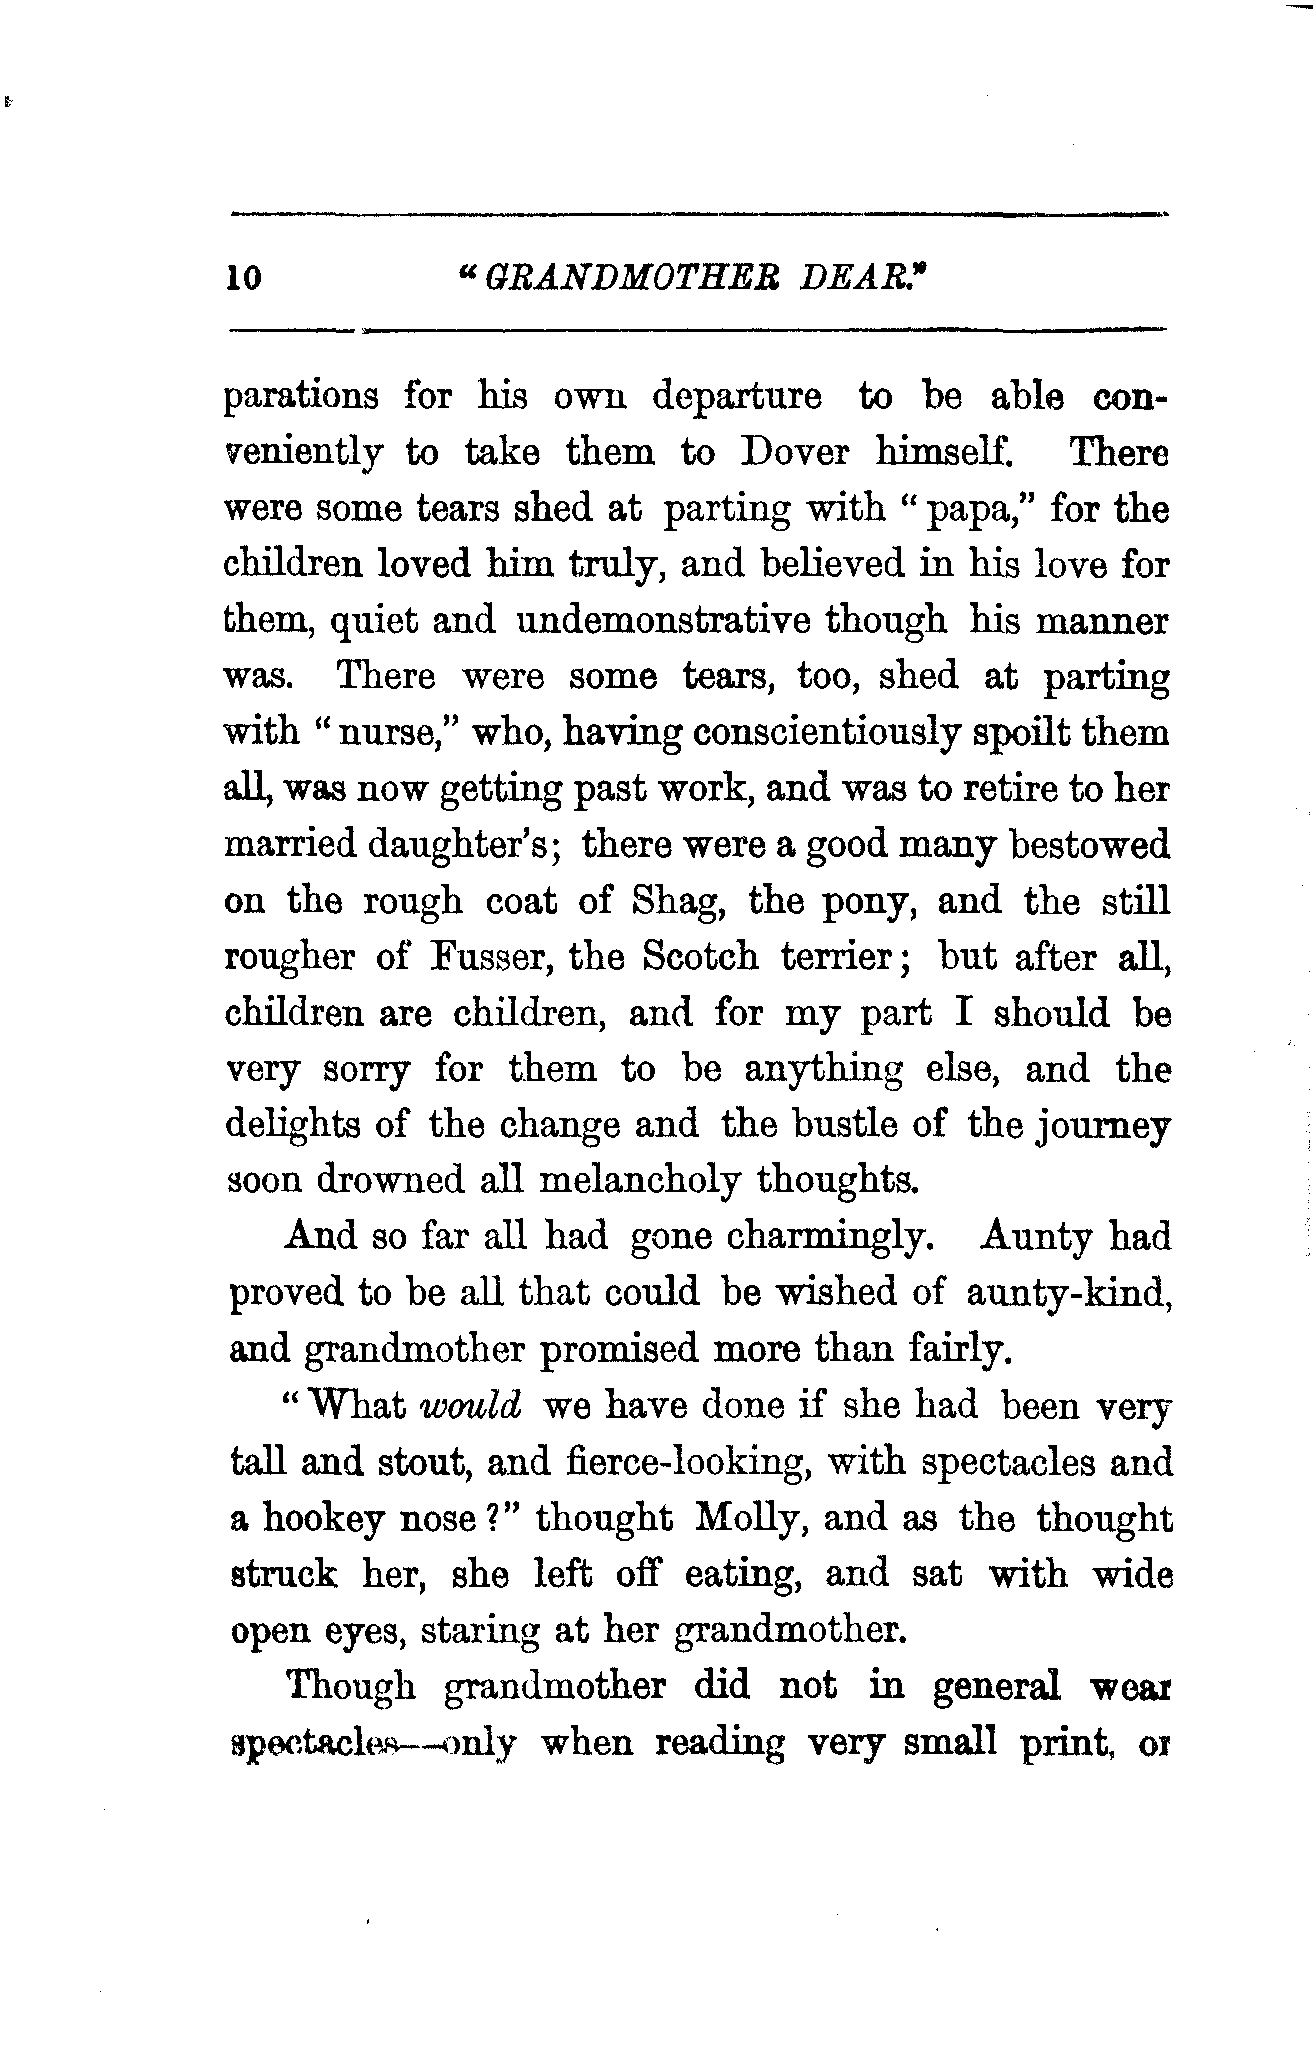 10 "GRANDMOTHER DEAR."
parations for his own departure to be able con-
veniently to take them to Dover himself. There
were some tears shed at parting with "papa," for the
children loved him truly, and believed in his love for
them, quiet and undemonstrative though his manner
was. There were some tears, too, shed at parting
with "nurse," who, having conscientiously spoilt them
all, was now getting past work, and was to retire to her
married daughter's; there were a good many bestowed
on the rough coat of Shag, the pony, and the still
rougher of Fusser, the Scotch terrier; but after all,
children are children, and for my part I should be
very sorry for them to be anything else, and the
delights of the change and the bustle of the journey
soon drowned all melancholy thoughts.
And so far all had gone charmingly. Aunty had
proved to be all that could be wished of aunty-kind,
and grandmother promised more than fairly.
"What would we have done if she had been very
tall and stout, and fierce-looking, with spectacles and
a hookey nose?" thought Molly, and as the thought
struck her, she left off eating, and sat with wide
open eyes, staring at her grandmother.
Though grandmother did not in general wear
spectacles—only when reading very small print, or